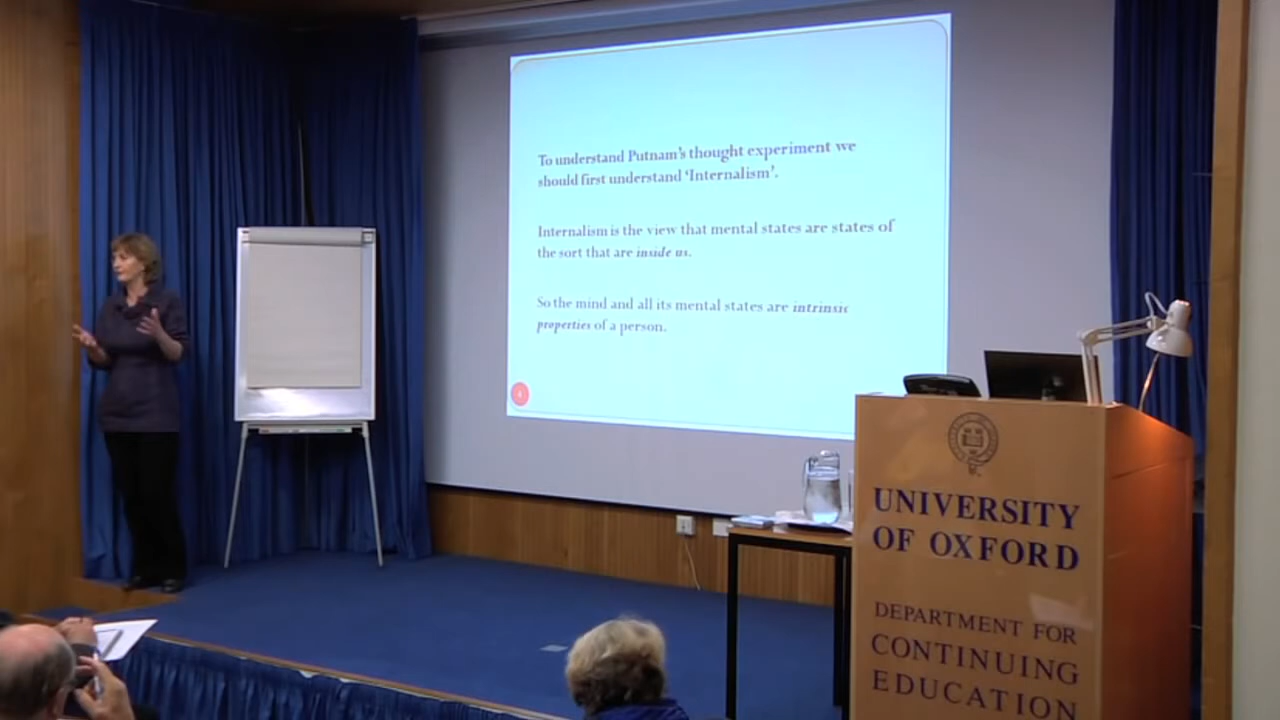 To understand Putnam's thought experiment we
should first understand 'Internalism'.
Internalism is the view that mental states are states of
the sort that are inside us.
So the mind and all its mental states are intrinsic
properties of a person.
UNIVERSITY
OF OXFORD
DEPARTMENT FOR
CONTINUING
EDUCATION